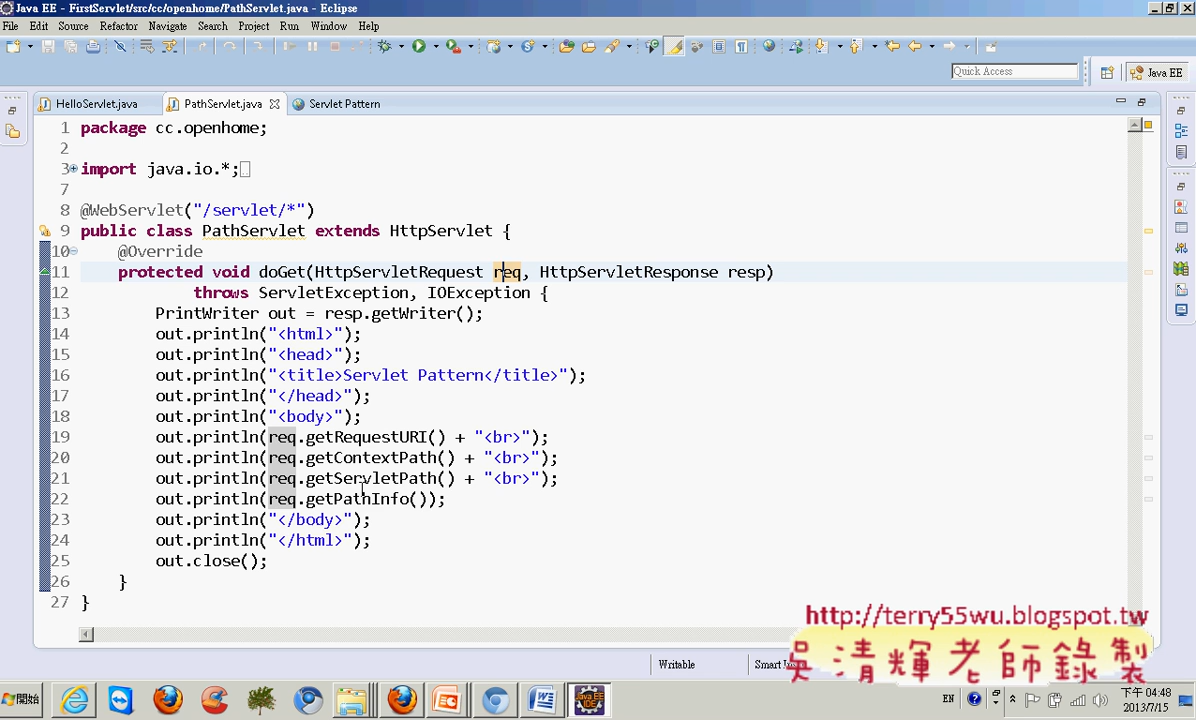 Java EE - FirstServlet/src/cc/openhome/PathServlet.java - Eclipse
File Edit Source Refactor Navigate Search Project Run Window Help
Quick Access
Java EE
HelloServlet.java PathServlet.java Servlet Pattern
1 package cc.openhome;
2
3 import java.io.*;
7
8 @WebServlet("/servlet/*")
9 public class PathServlet extends HttpServlet {
10 @Override
11 protected void doGet(HttpServletRequest req, HttpServletResponse resp)
12 throws ServletException, IOException {
13 PrintWriter out = resp.getWriter();
14 out.println("<html>");
15 out.println("<head>");
16 out.println("<title>Servlet Pattern</title>");
17 out.println("</head>");
18 out.println("<body>");
19 out.println(req.getRequestURI() + "<br>");
20 out.println(req.getContextPath() + "<br>");
21 out.println(req.getServletPath() + "<br>");
22 out.println(req.getPathInfo());
23 out.println("</body>");
24 out.println("</html>");
25 out.close();
26 }
27 }
http://terry55wu.blogspot.tw
吳清輝老師錄製
Writable Smart
開始 EN 下午 04:48
2013/7/15